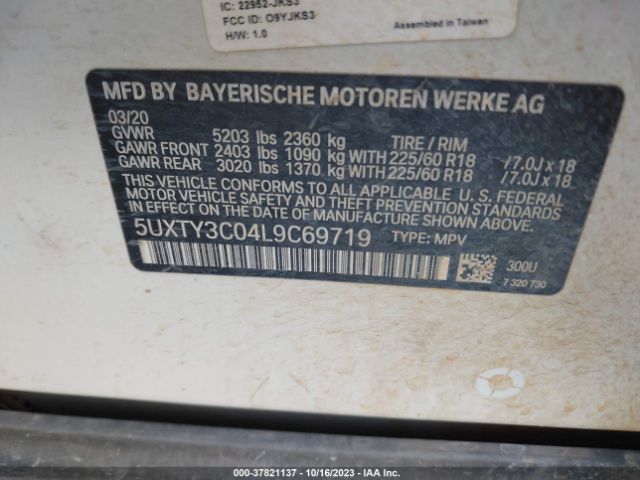 IC: 22952-JKS3
FCC ID: O9YJKS3
H/W: 1.0
Assembled in Taiwan
MFD BY BAYERISCHE MOTOREN WERKE AG
03/20
GVWR 5203 lbs 2360 kg TIRE / RIM
GAWR FRONT 2403 lbs 1090 kg WITH 225/60 R18 / 7.0J x 18
GAWR REAR 3020 lbs 1370 kg WITH 225/60 R18 / 7.0J x 18
THIS VEHICLE CONFORMS TO ALL APPLICABLE U. S. FEDERAL
MOTOR VEHICLE SAFETY, BUMPER, AND THEFT PREVENTION STANDARDS
IN EFFECT ON THE DATE OF MANUFACTURE SHOWN ABOVE.
5UXTY3C04L9C69719 TYPE: MPV
300U
7 320 730
000-37821137 - 10/16/2023 - IAA Inc.